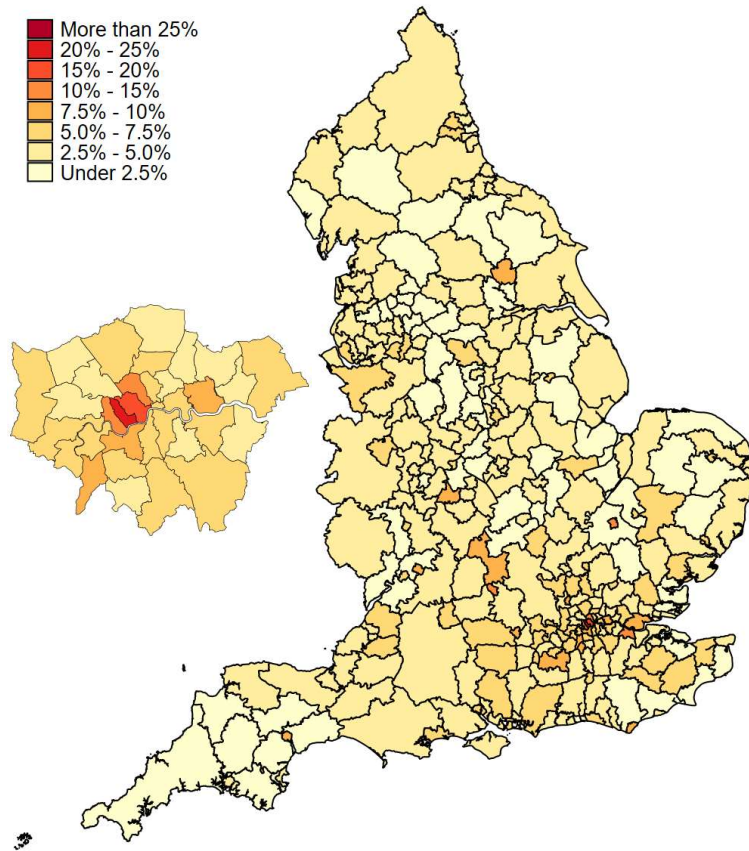 More than 25%
20% - 25%
15% - 20%
10% - 15%
7.5% - 10%
5.0% - 7.5%
2.5% - 5.0%
Under 2.5%